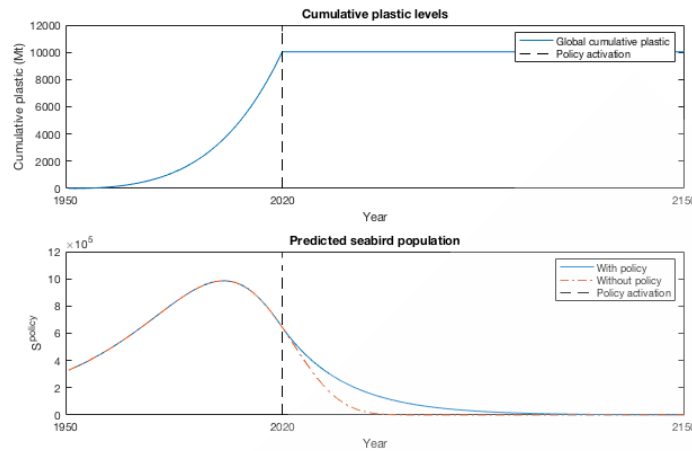 Cumulative plastic levels
12000
10000
8000
6000
4000
2000
0
Cumulative plastic (Mt)
Global cumulative plastic
Policy activation
1950
2020
2150
Year
Predicted seabird population
×10⁵
12
10
8
6
4
2
0
S^policy
With policy
Without policy
Policy activation
1950
2020
2150
Year